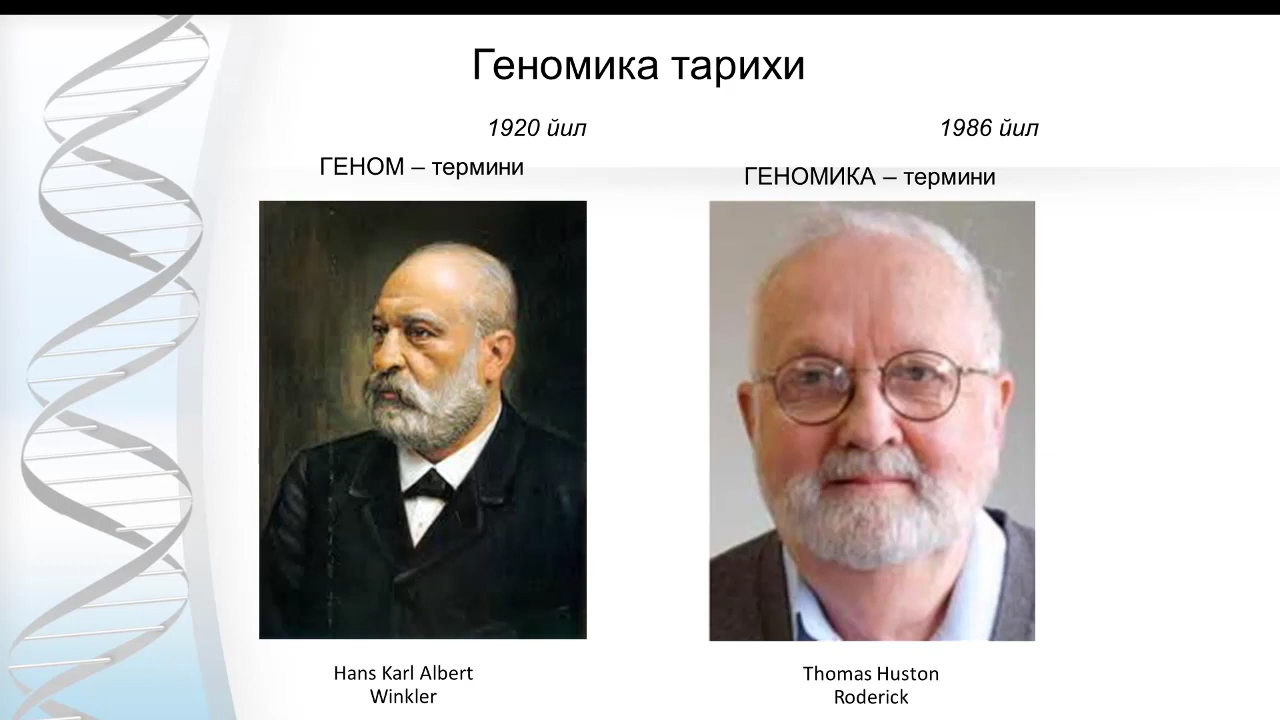 Геномика тарихи
1920 йил
ГЕНОМ – термини
1986 йил
ГЕНОМИКА – термини
Hans Karl Albert
Winkler
Thomas Huston
Roderick